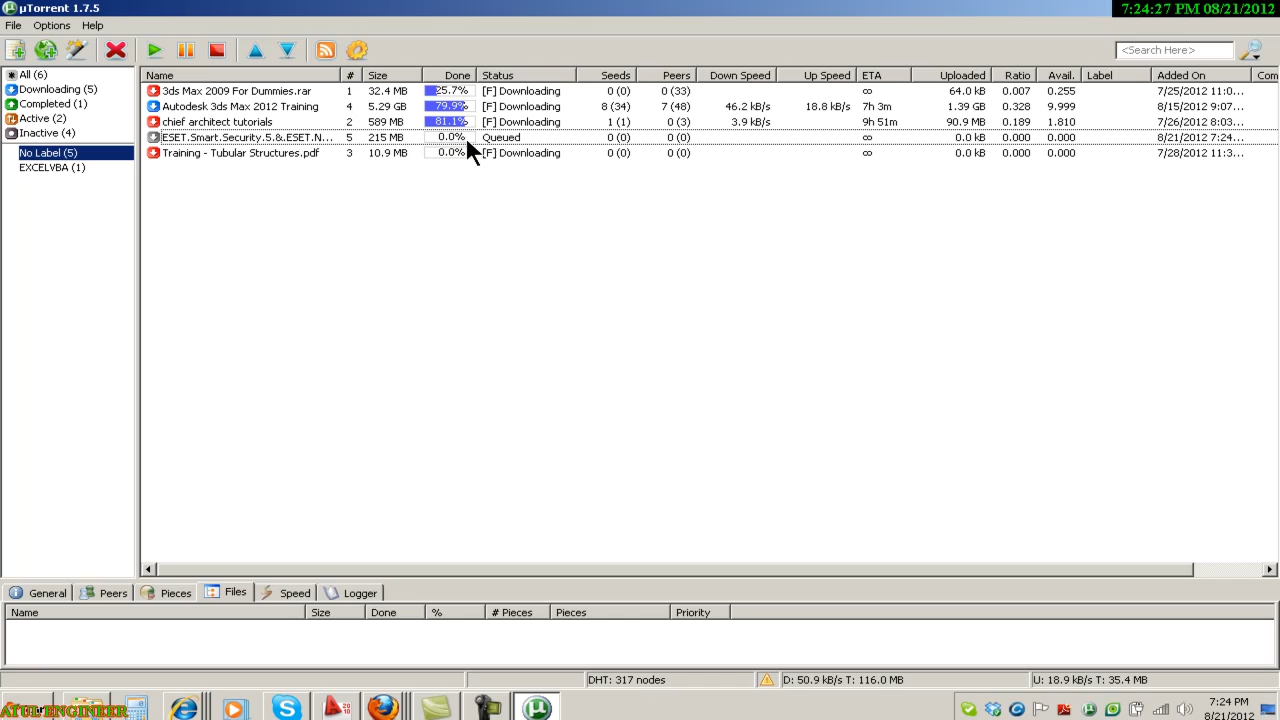 µTorrent 1.7.5
7:24:27 PM 08/21/2012
File Options Help
<Search Here>
All (6)
Downloading (5)
Completed (1)
Active (2)
Inactive (4)
No Label (5)
EXCELVBA (1)
Name # Size Done Status Seeds Peers Down Speed Up Speed ETA Uploaded Ratio Avail. Label Added On Com
3ds Max 2009 For Dummies.rar 1 32.4 MB 25.7% [F] Downloading 0 (0) 0 (33) ∞ 64.0 kB 0.007 0.255 7/25/2012 11:0...
Autodesk 3ds Max 2012 Training 4 5.29 GB 79.9% [F] Downloading 8 (34) 7 (48) 46.2 kB/s 18.8 kB/s 7h 3m 1.39 GB 0.328 9.999 8/15/2012 9:07...
chief architect tutorials 2 589 MB 81.1% [F] Downloading 1 (1) 0 (3) 3.9 kB/s 9h 51m 90.9 MB 0.189 1.810 7/26/2012 8:03...
ESET.Smart.Security.5.&.ESET.N... 5 215 MB 0.0% Queued 0 (0) 0 (0) ∞ 0.0 kB 0.000 0.000 8/21/2012 7:24...
Training - Tubular Structures.pdf 3 10.9 MB 0.0% [F] Downloading 0 (0) 0 (0) ∞ 0.0 kB 0.000 0.000 7/28/2012 11:3...
General Peers Pieces Files Speed Logger
Name Size Done % # Pieces Pieces Priority
DHT: 317 nodes D: 50.9 kB/s T: 116.0 MB U: 18.9 kB/s T: 35.4 MB
ATUL ENGINEER
7:24 PM
8/21/2012